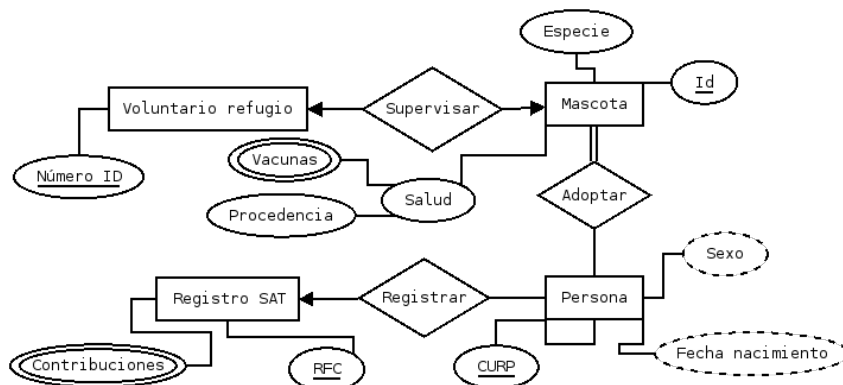 Especie
Id
Voluntario refugio
Supervisar
Mascota
Vacunas
Número ID
Salud
Adoptar
Procedencia
Sexo
Registro SAT
Registrar
Persona
Contribuciones
RFC
CURP
Fecha nacimiento